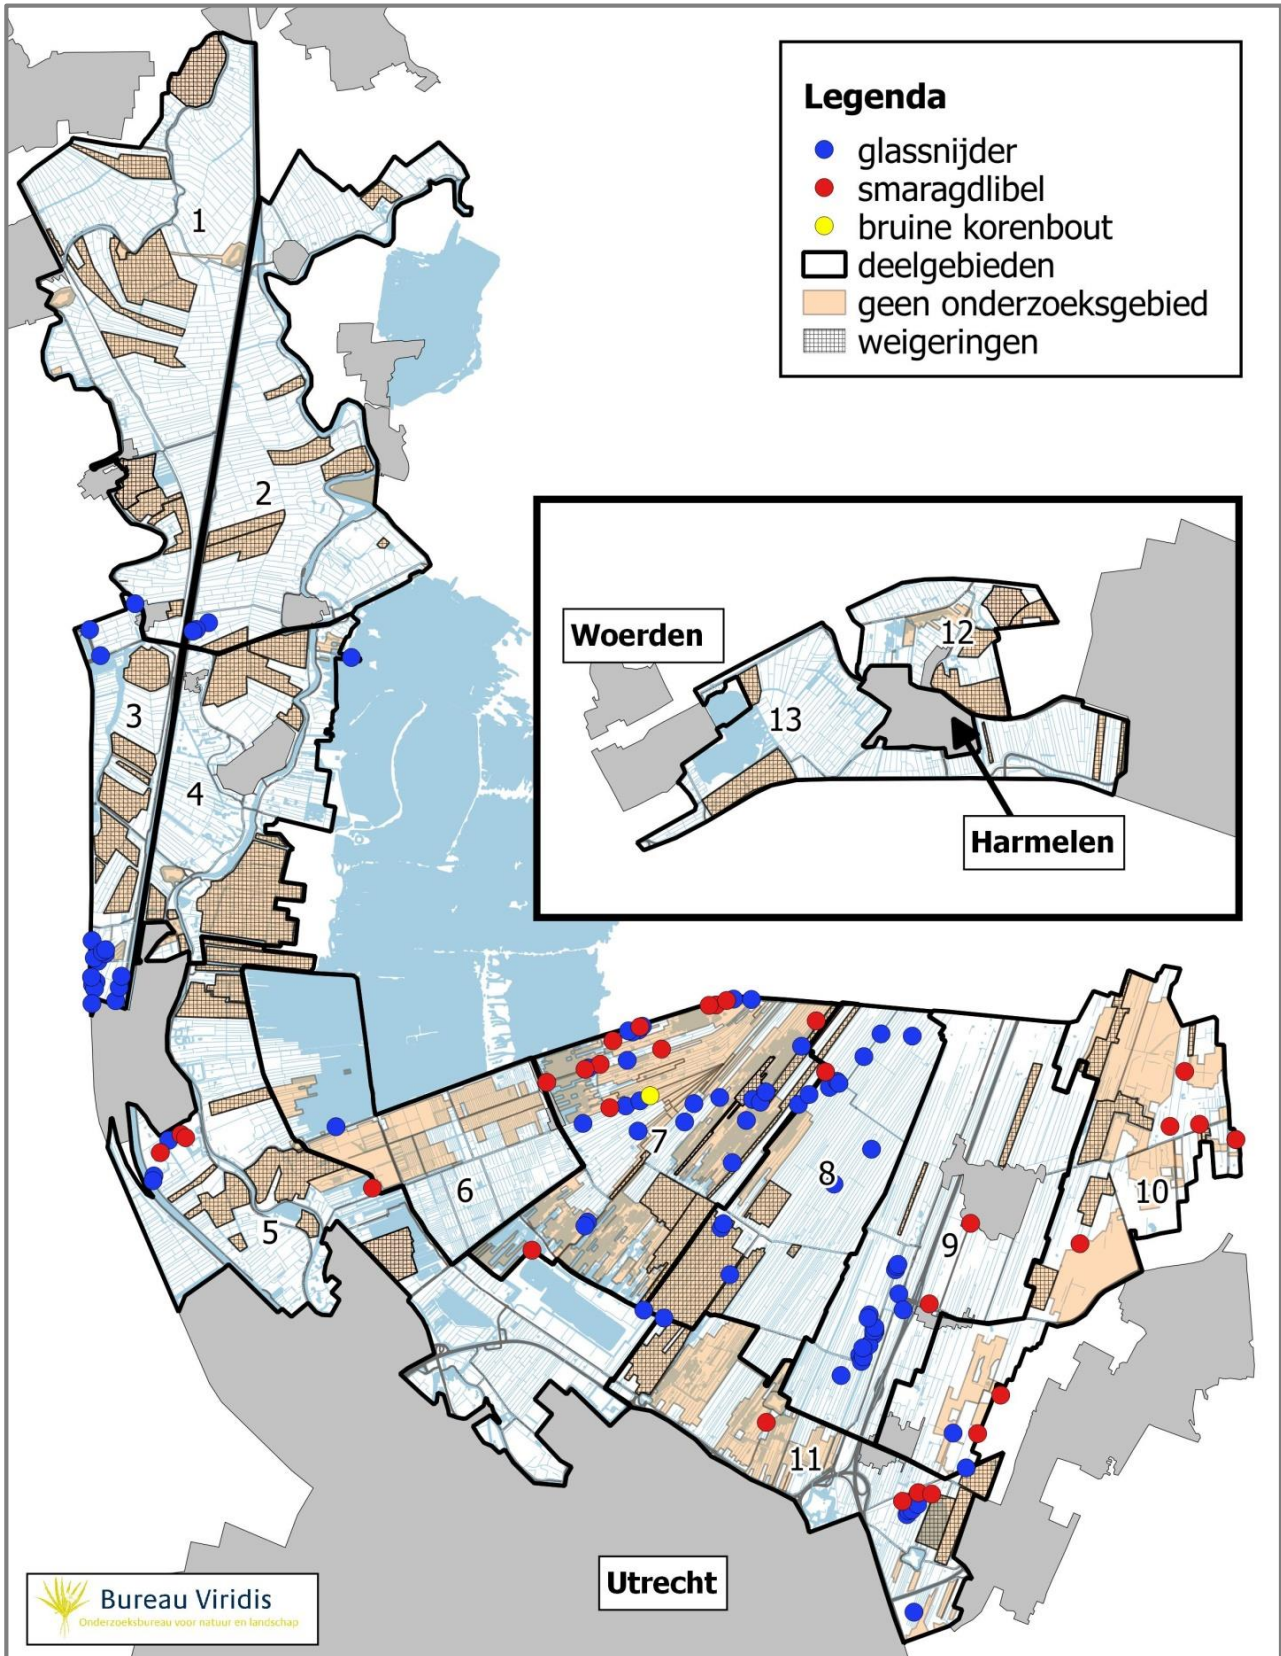 Legenda
glassnijder
smaragdlibel
bruine korenbout
deelgebieden
geen onderzoeksgebied
weigeringen
1
2
3
4
Woerden
12
13
Harmelen
5
6
7
8
9
10
11
Utrecht
Bureau Viridis
Onderzoeksbureau voor natuur en landschap